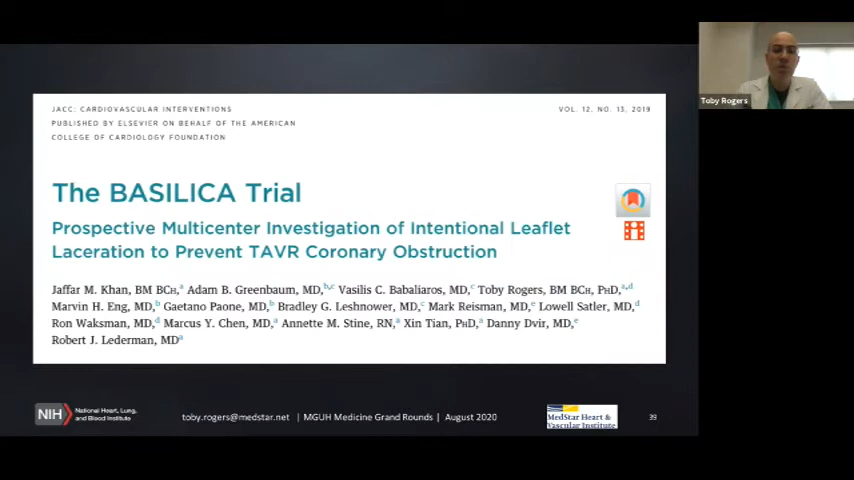 JACC: CARDIOVASCULAR INTERVENTIONS
VOL. 12, NO. 13, 2019
PUBLISHED BY ELSEVIER ON BEHALF OF THE AMERICAN
COLLEGE OF CARDIOLOGY FOUNDATION
The BASILICA Trial
Prospective Multicenter Investigation of Intentional Leaflet
Laceration to Prevent TAVR Coronary Obstruction
Jaffar M. Khan, BM BCH,a Adam B. Greenbaum, MD,b,c Vasilis C. Babaliaros, MD,c Toby Rogers, BM BCH, PHD,a,d
Marvin H. Eng, MD,b Gaetano Paone, MD,b Bradley G. Leshnower, MD,c Mark Reisman, MD,e Lowell Satler, MD,d
Ron Waksman, MD,d Marcus Y. Chen, MD,a Annette M. Stine, RN,a Xin Tian, PHD,a Danny Dvir, MD,e
Robert J. Lederman, MDa
Toby Rogers
NIH
National Heart, Lung,
and Blood Institute
toby.rogers@medstar.net | MGUH Medicine Grand Rounds | August 2020
MedStar Heart &
Vascular Institute
39